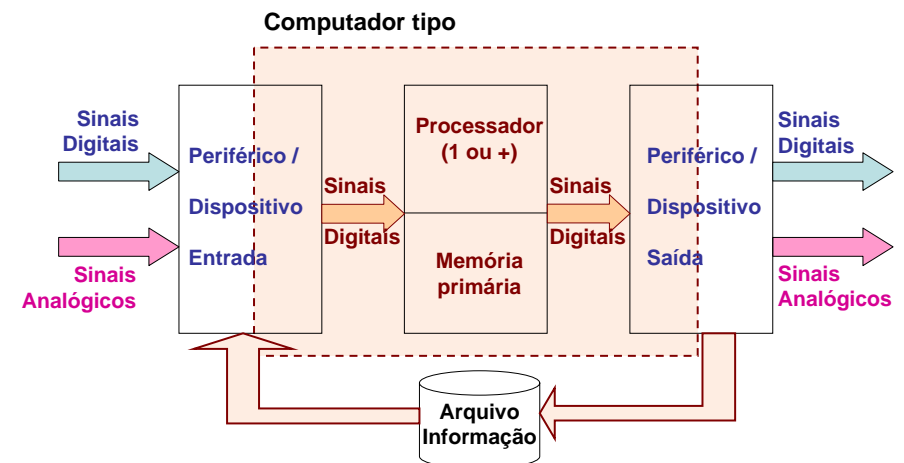 Computador tipo
Sinais
Digitais
Sinais
Analógicos
Periférico /
Dispositivo
Entrada
Sinais
Digitais
Processador
(1 ou +)
Memória
primária
Sinais
Digitais
Periférico /
Dispositivo
Saída
Sinais
Digitais
Sinais
Analógicos
Arquivo
Informação